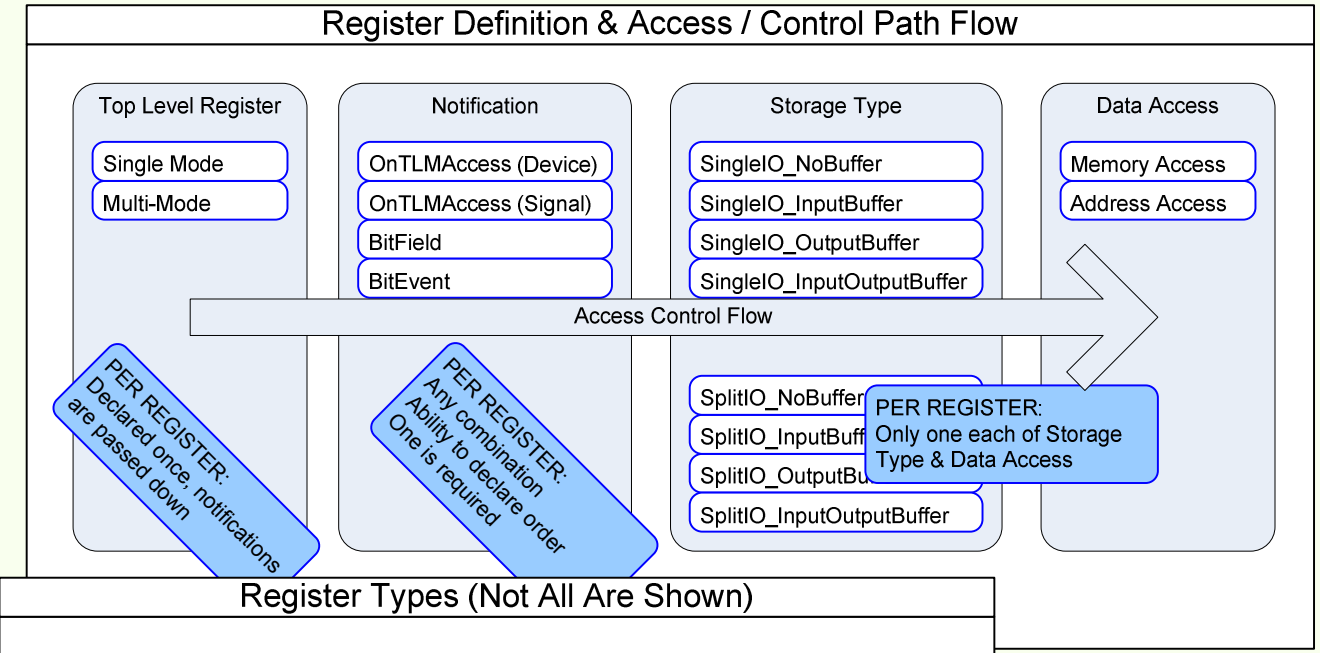 Register Definition & Access / Control Path Flow
Top Level Register
Single Mode
Multi-Mode
Notification
OnTLMAccess (Device)
OnTLMAccess (Signal)
BitField
BitEvent
Storage Type
SingleIO_NoBuffer
SingleIO_InputBuffer
SingleIO_OutputBuffer
SingleIO_InputOutputBuffer
Data Access
Memory Access
Address Access
Access Control Flow
PER REGISTER:
Declared once, notifications
are passed down
PER REGISTER:
Any combination
Ability to declare order
One is required
SplitIO_NoBuffer
SplitIO_InputBuff
SplitIO_OutputBu
SplitIO_InputOutputBuffer
PER REGISTER:
Only one each of Storage
Type & Data Access
Register Types (Not All Are Shown)